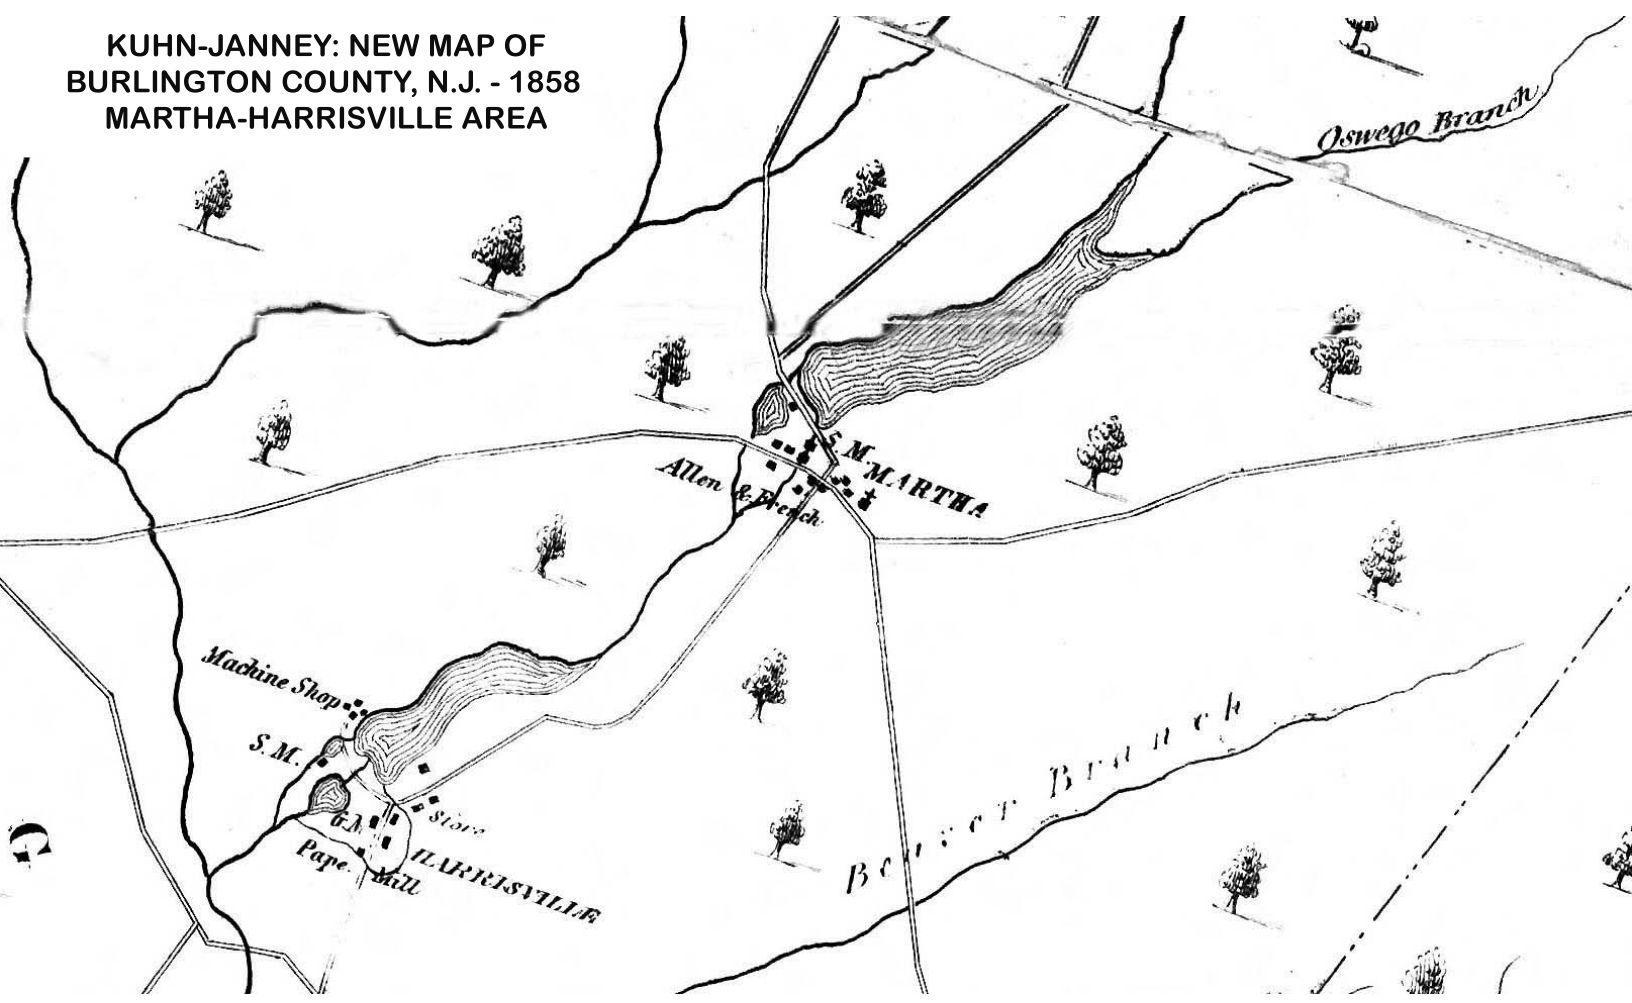 KUHN-JANNEY: NEW MAP OF
BURLINGTON COUNTY, N.J. - 1858
MARTHA-HARRISVILLE AREA
Oswego Branch
S. M.
MARTHA
Allen & French
Machine Shop
S. M.
G.M
Store
Pape Mill
HARRISVILLE
Beaver Branch
G